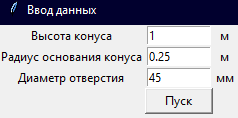 Ввод данных
Высота конуса 1 м
Радиус основания конуса 0.25 м
Диаметр отверстия 45 мм
Пуск